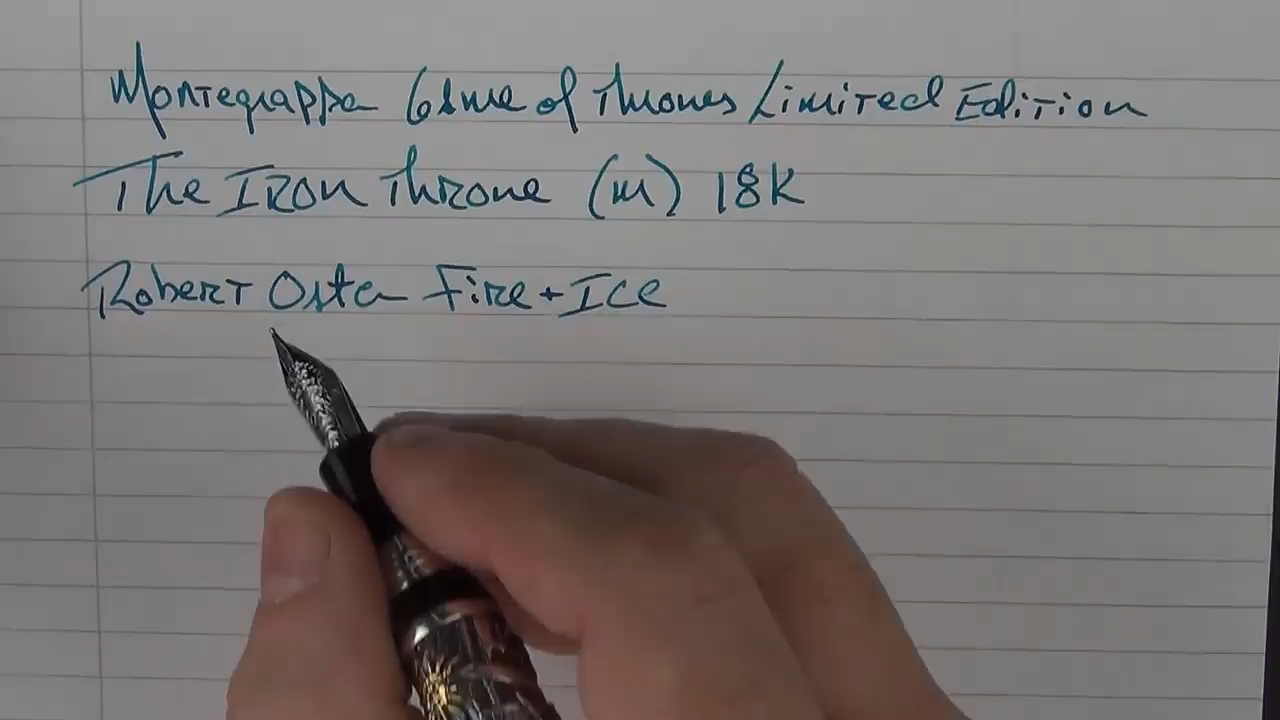 Montegrappa Game of Thrones Limited Edition
The Iron Throne (M) 18K
Robert Oster Fire + Ice